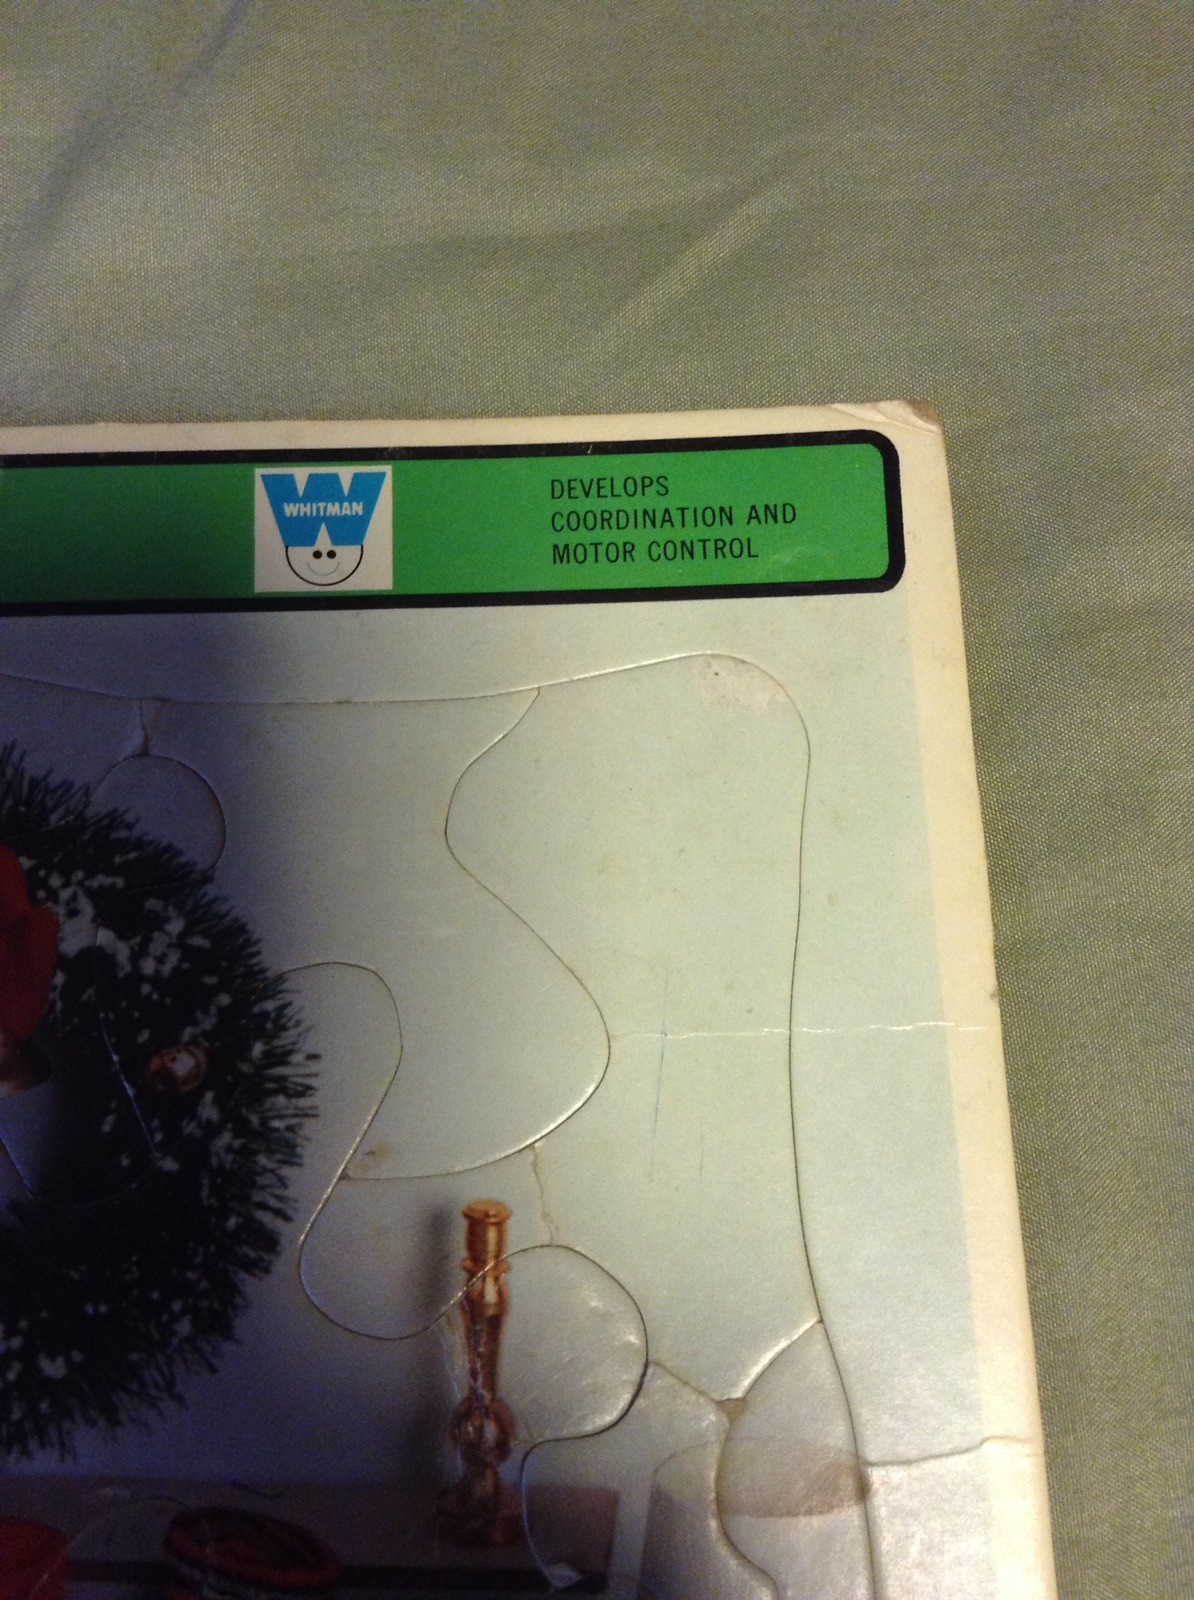 WHITMAN
DEVELOPS
COORDINATION AND
MOTOR CONTROL